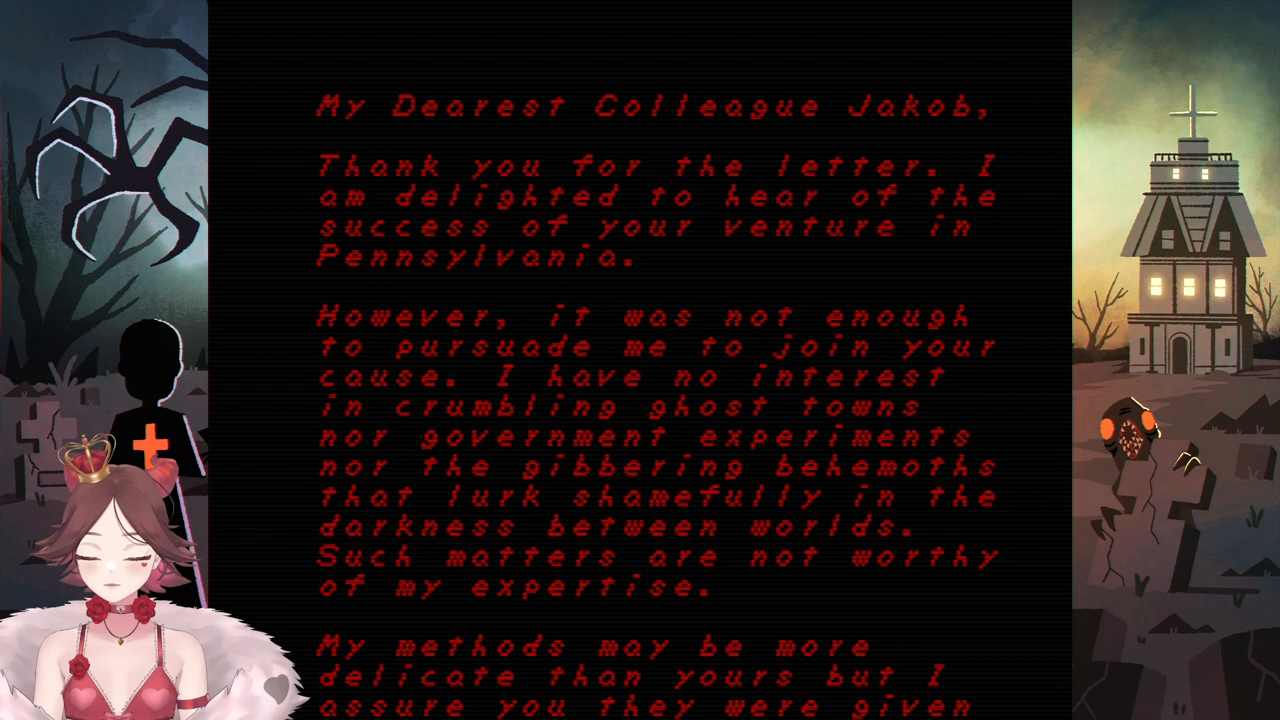 My Dearest Colleague Jakob,
Thank you for the letter. I
am delighted to hear of the
success of your venture in
Pennsylvania.
However, it was not enough
to pursuade me to join your
cause. I have no interest
in crumbling ghost towns
nor government experiments
nor the gibbering behemoths
that lurk shamefully in the
darkness between worlds.
Such matters are not worthy
of my expertise.
My methods may be more
delicate than yours but I
assure you they were given